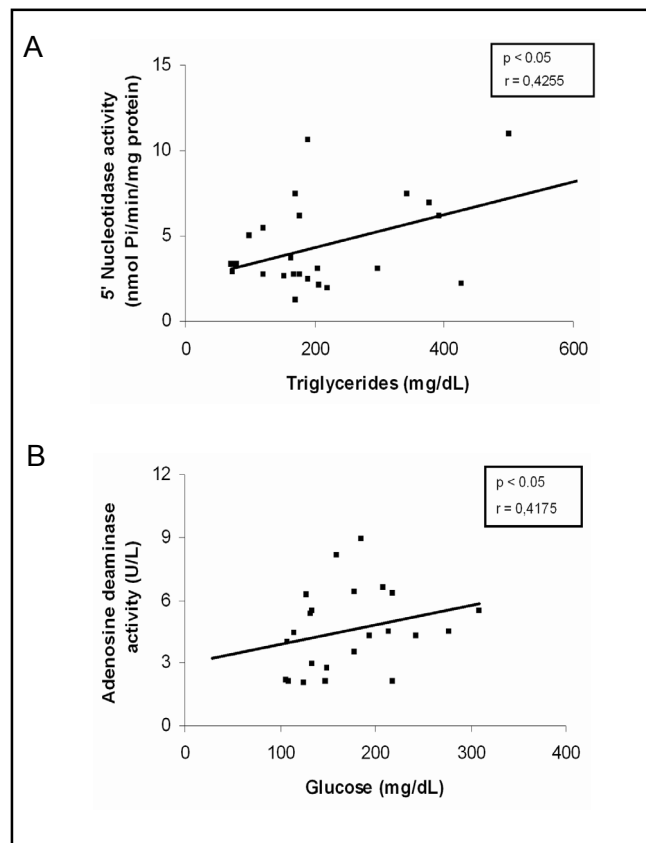 A
p < 0.05
r = 0,4255
15
10
5
0
0 200 400 600
5' Nucleotidase activity
(nmol Pi/min/mg protein)
Triglycerides (mg/dL)
B
p < 0.05
r = 0,4175
12
9
6
3
0
0 100 200 300 400
Adenosine deaminase
activity (U/L)
Glucose (mg/dL)